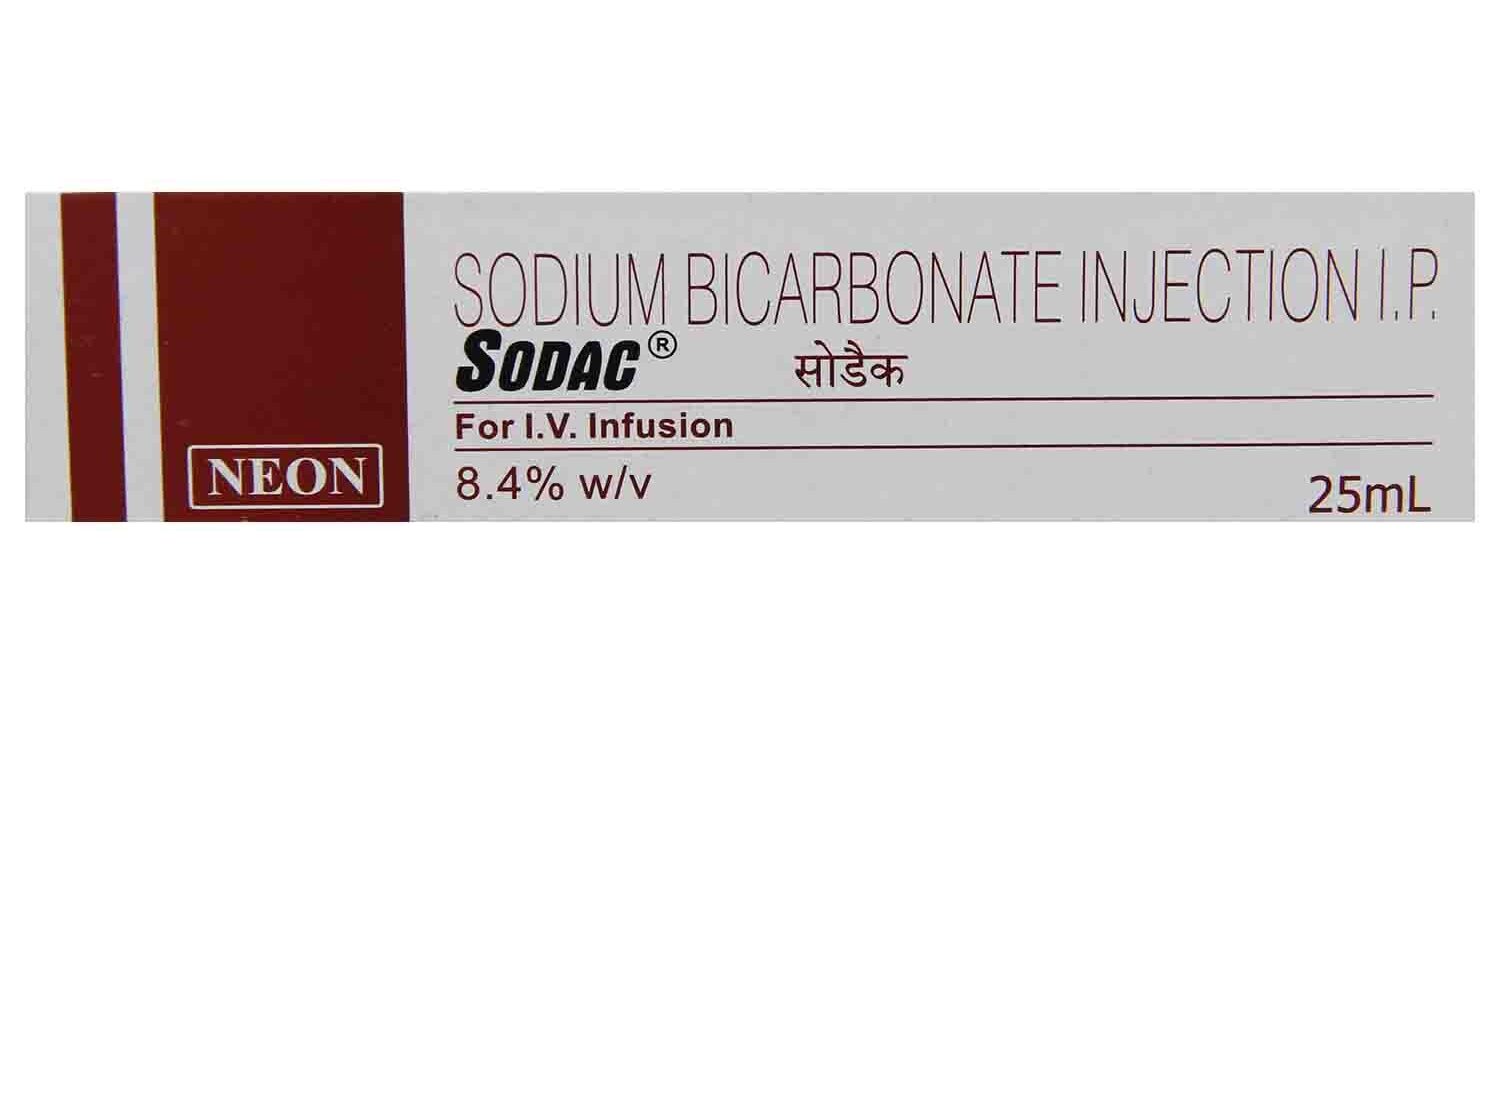 SODIUM BICARBONATE INJECTION I.P.
SODAC® सोडैक
For I.V. Infusion
8.4% w/v 25mL
NEON